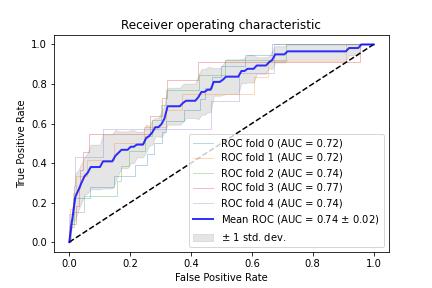 Receiver operating characteristic
1.0
0.8
0.6
0.4
0.2
0.0
True Positive Rate
ROC fold 0 (AUC = 0.72)
ROC fold 1 (AUC = 0.72)
ROC fold 2 (AUC = 0.74)
ROC fold 3 (AUC = 0.77)
ROC fold 4 (AUC = 0.74)
Mean ROC (AUC = 0.74 ± 0.02)
± 1 std. dev.
0.0 0.2 0.4 0.6 0.8 1.0
False Positive Rate